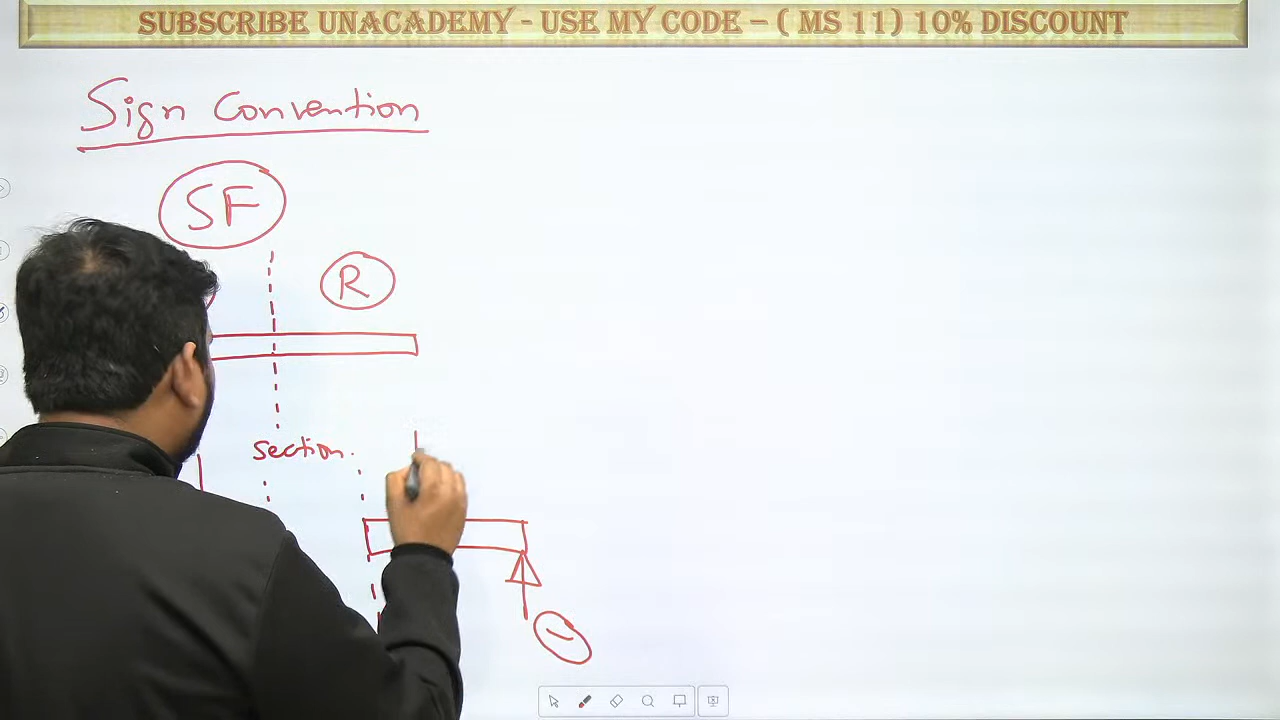 SUBSCRIBE UNACADEMY - USE MY CODE – ( MS 11) 10% DISCOUNT
Sign Convention
SF
R
section.